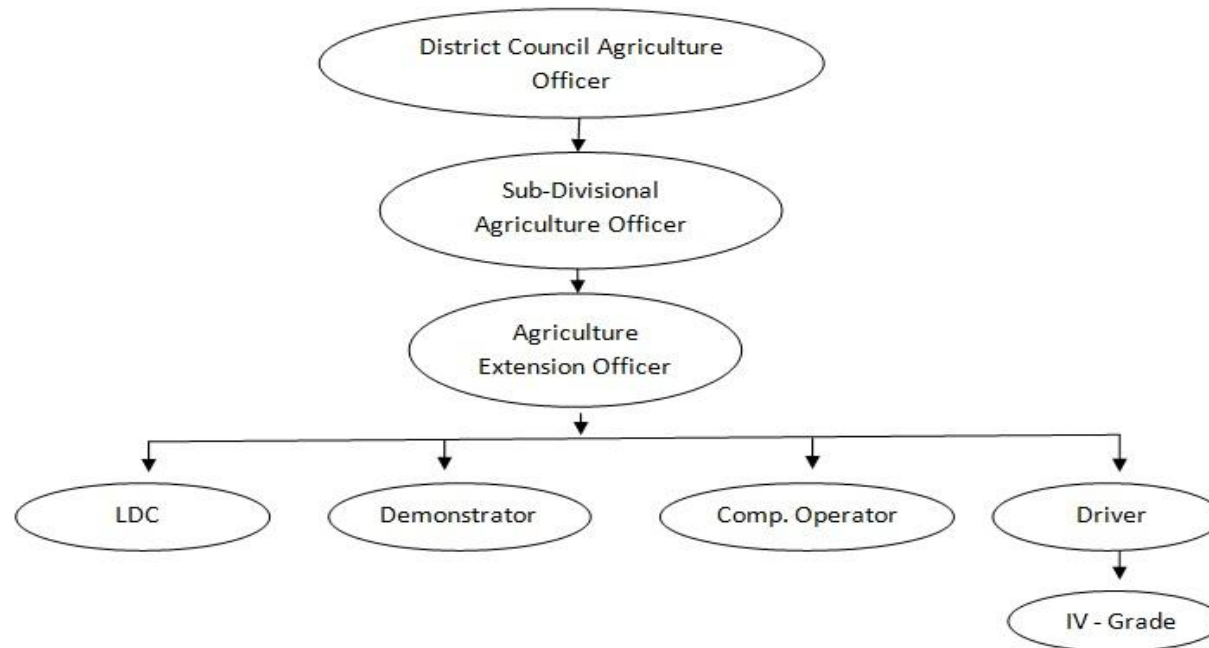 District Council Agriculture
Officer
Sub-Divisional
Agriculture Officer
Agriculture
Extension Officer
LDC
Demonstrator
Comp. Operator
Driver
IV - Grade